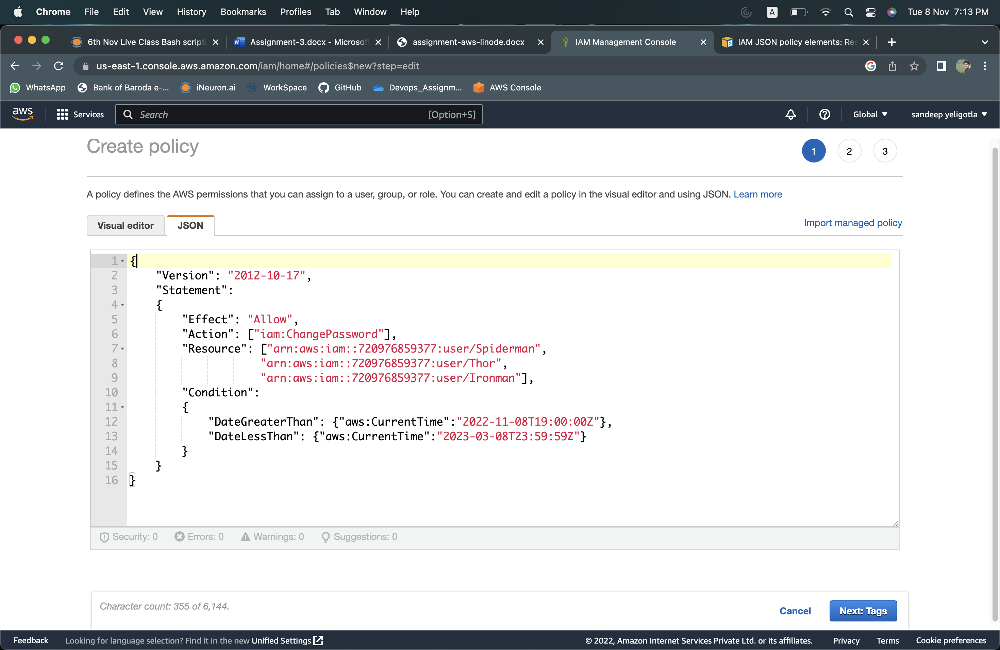 Chrome File Edit View History Bookmarks Profiles Tab Window Help A Tue 8 Nov 7:13 PM
6th Nov Live Class Bash scripti Assignment-3.docx - Microsoft assignment-aws-linode.docx IAM Management Console IAM JSON policy elements: Res
us-east-1.console.aws.amazon.com/iam/home#/policies$new?step=edit
WhatsApp Bank of Baroda e-... iNeuron.ai WorkSpace GitHub Devops_Assignm... AWS Console
aws Services Search [Option+S] Global sandeep yeligotla
Create policy 1 2 3
A policy defines the AWS permissions that you can assign to a user, group, or role. You can create and edit a policy in the visual editor and using JSON. Learn more
Visual editor JSON Import managed policy
1 {
2 "Version": "2012-10-17",
3 "Statement":
4 {
5 "Effect": "Allow",
6 "Action": ["iam:ChangePassword"],
7 "Resource": ["arn:aws:iam::720976859377:user/Spiderman",
8 "arn:aws:iam::720976859377:user/Thor",
9 "arn:aws:iam::720976859377:user/Ironman"],
10 "Condition":
11 {
12 "DateGreaterThan": {"aws:CurrentTime":"2022-11-08T19:00:00Z"},
13 "DateLessThan": {"aws:CurrentTime":"2023-03-08T23:59:59Z"}
14 }
15 }
16 }
Security: 0 Errors: 0 Warnings: 0 Suggestions: 0
Character count: 355 of 6,144. Cancel Next: Tags
Feedback Looking for language selection? Find it in the new Unified Settings © 2022, Amazon Internet Services Private Ltd. or its affiliates. Privacy Terms Cookie preferences